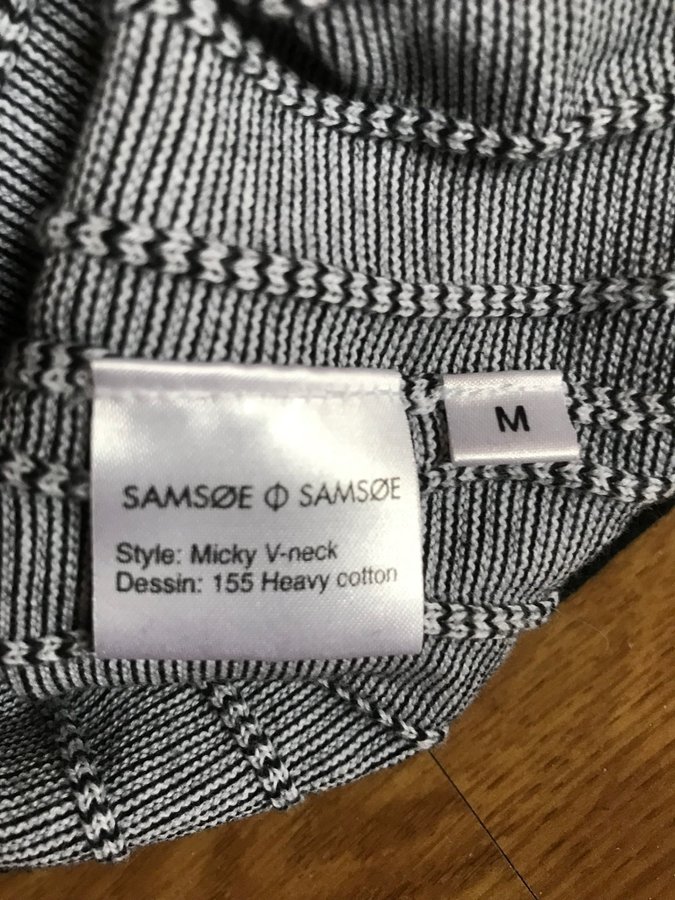 SAMSØE Φ SAMSØE
Style: Micky V-neck
Dessin: 155 Heavy cotton
M